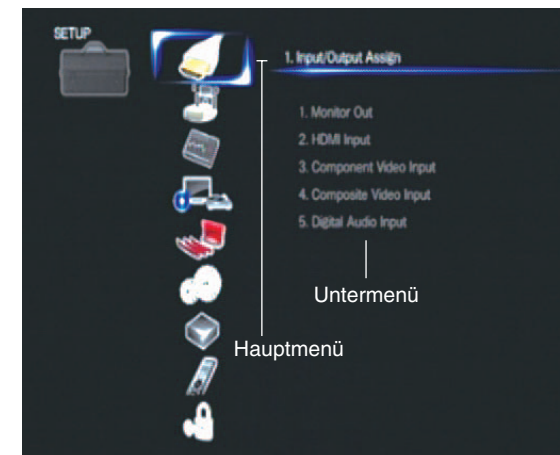 SETUP
1. Input/Output Assign
1. Monitor Out
2. HDMI Input
3. Component Video Input
4. Composite Video Input
5. Digital Audio Input
Untermenü
Hauptmenü